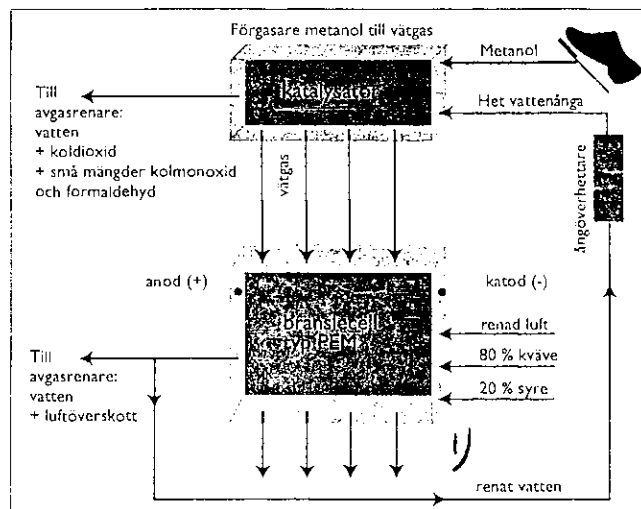 Förgasare metanol till vätgas
Metanol
katalysator
Het vattenånga
Till
avgasrenare:
vatten
+ koldioxid
+ små mängder kolmonoxid
och formaldehyd
vätgas
ångöverhettare
anod (+)
katod (-)
bränslecell
typ PEM
renad luft
80 % kväve
20 % syre
Till
avgasrenare:
vatten
+ luftöverskott
renat vatten